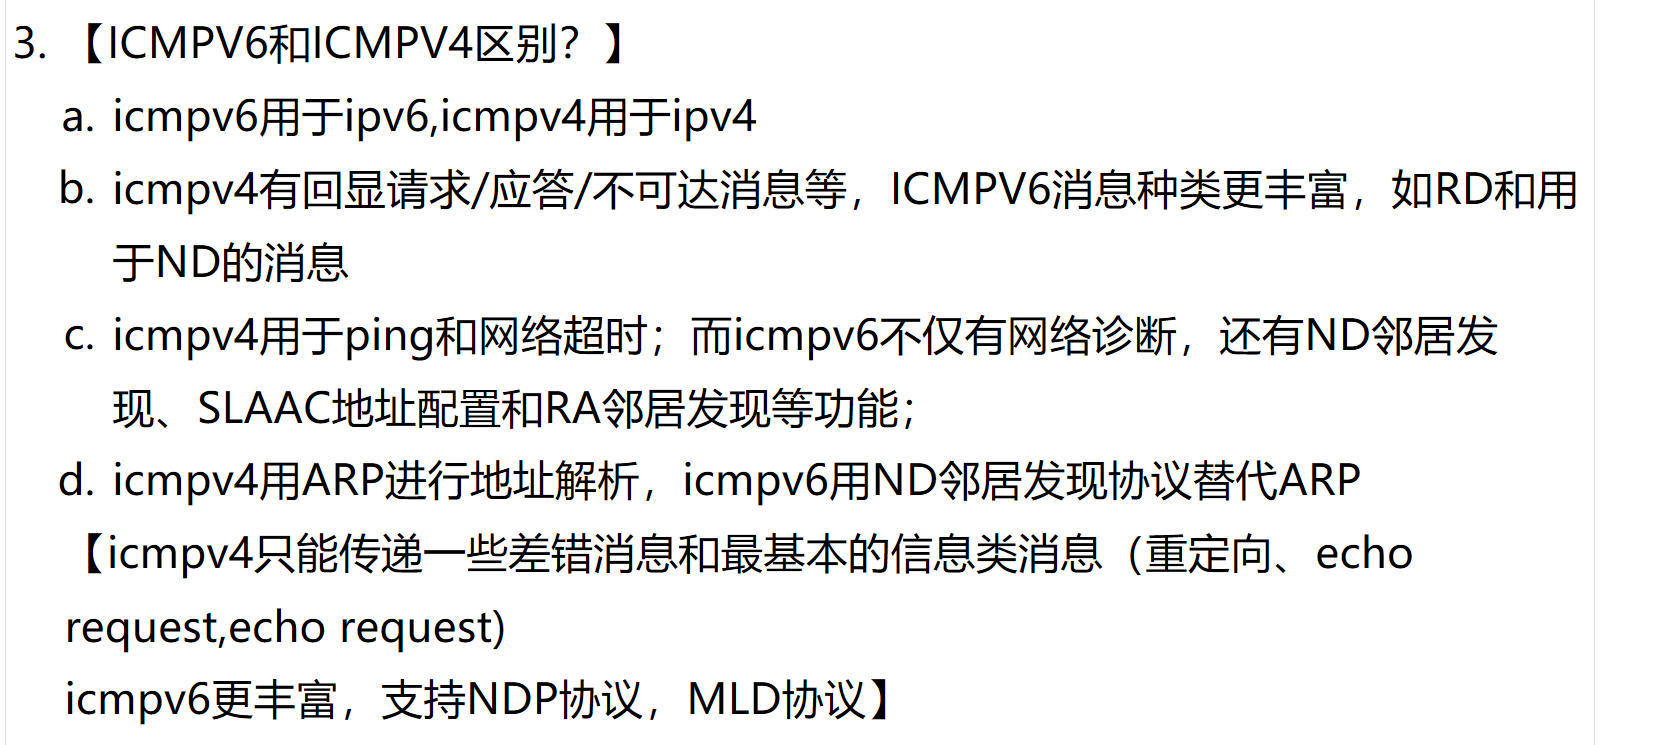 3. 【ICMPV6和ICMPV4区别？】
a. icmpv6用于ipv6,icmpv4用于ipv4
b. icmpv4有回显请求/应答/不可达消息等，ICMPV6消息种类更丰富，如RD和用
于ND的消息
c. icmpv4用于ping和网络超时；而icmpv6不仅有网络诊断，还有ND邻居发
现、SLAAC地址配置和RA邻居发现等功能；
d. icmpv4用ARP进行地址解析，icmpv6用ND邻居发现协议替代ARP
【icmpv4只能传递一些差错消息和最基本的信息类消息（重定向、echo
request,echo request)
icmpv6更丰富，支持NDP协议，MLD协议】